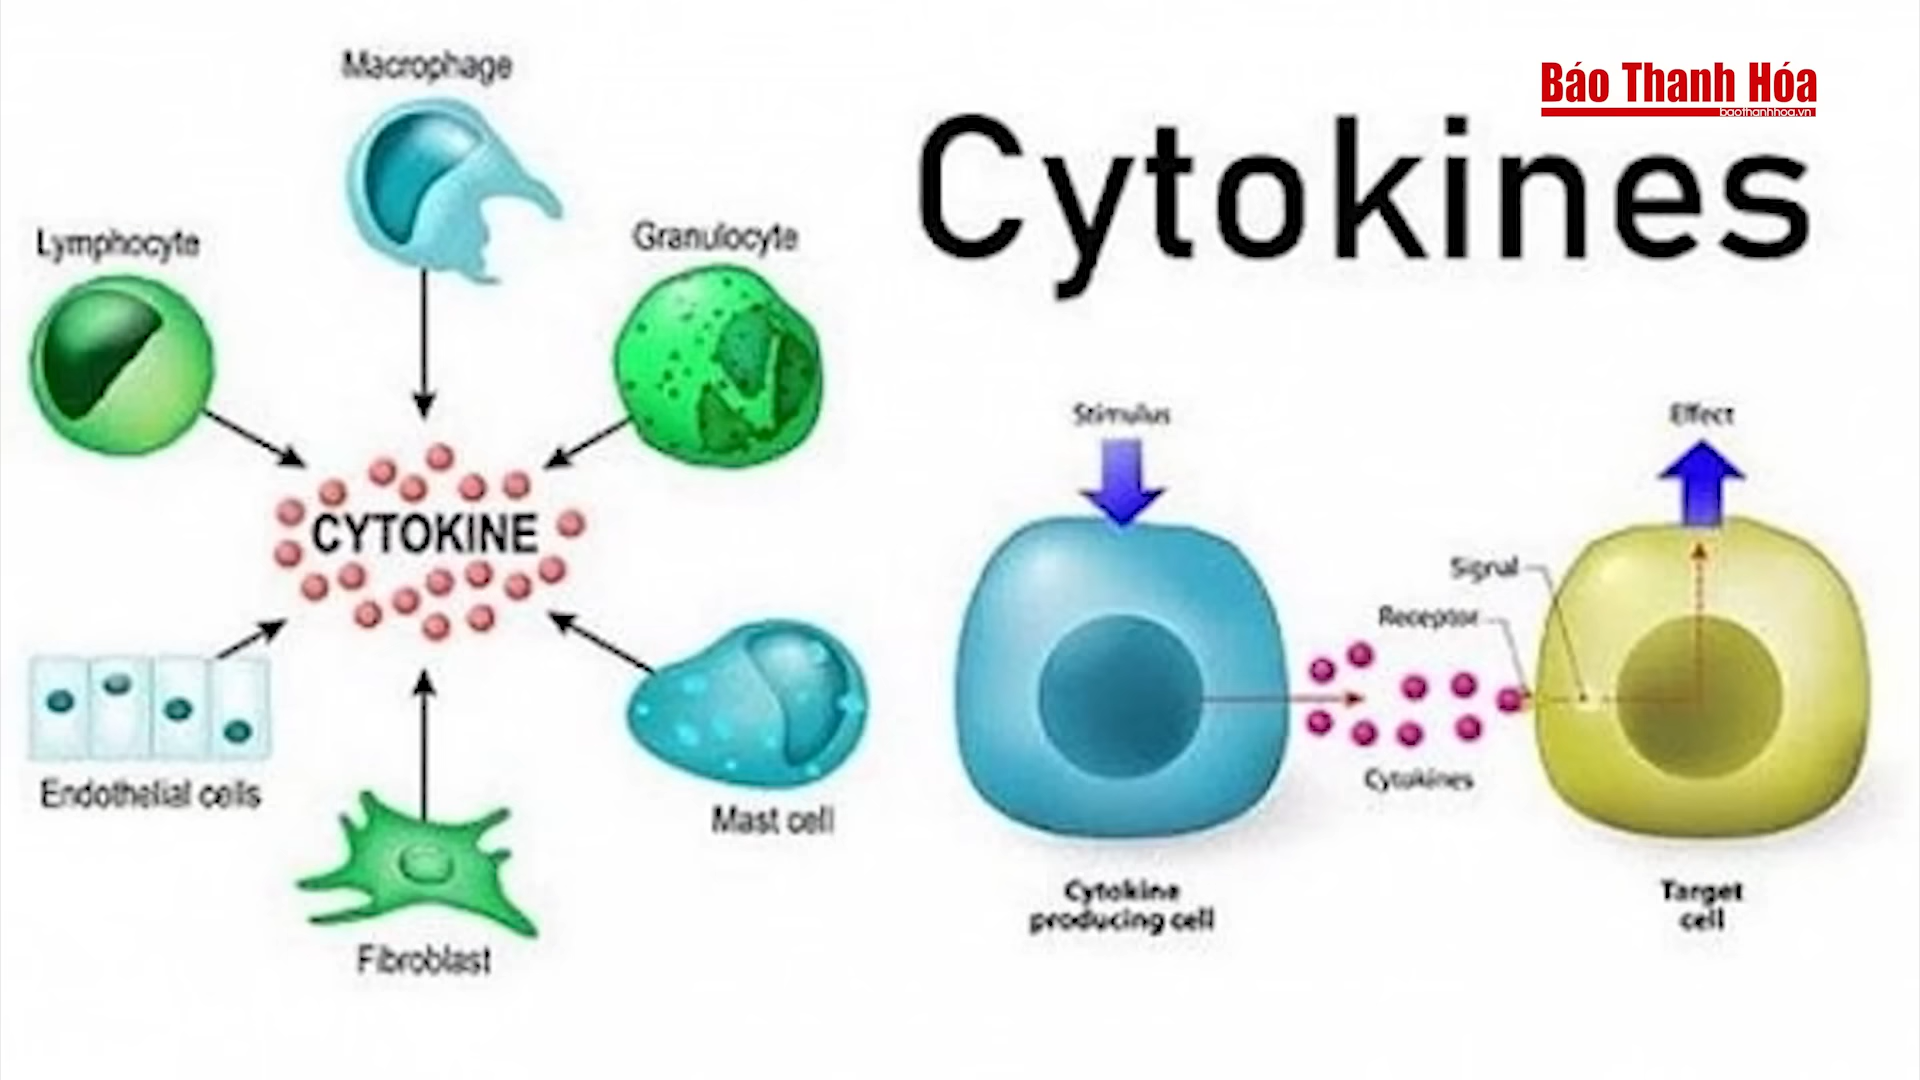 Macrophage
Lymphocyte
Granulocyte
CYTOKINE
Endothelial cells
Mast cell
Fibroblast
Báo Thanh Hóa
baothanhhoa.vn
Cytokines
Stimulus
Effect
Signal
Receptor
Cytokines
Cytokine
producing cell
Target
cell